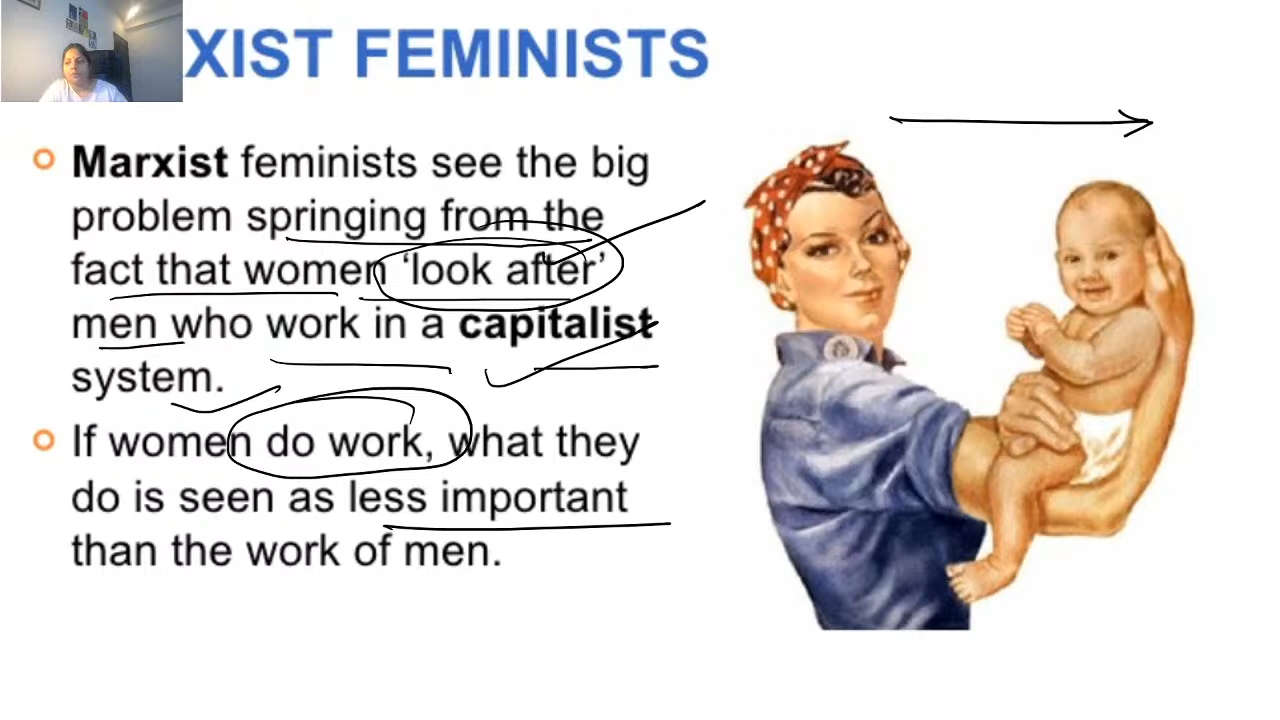 XIST FEMINISTS
Marxist feminists see the big
problem springing from the
fact that women ‘look after’
men who work in a capitalist
system.
If women do work, what they
do is seen as less important
than the work of men.